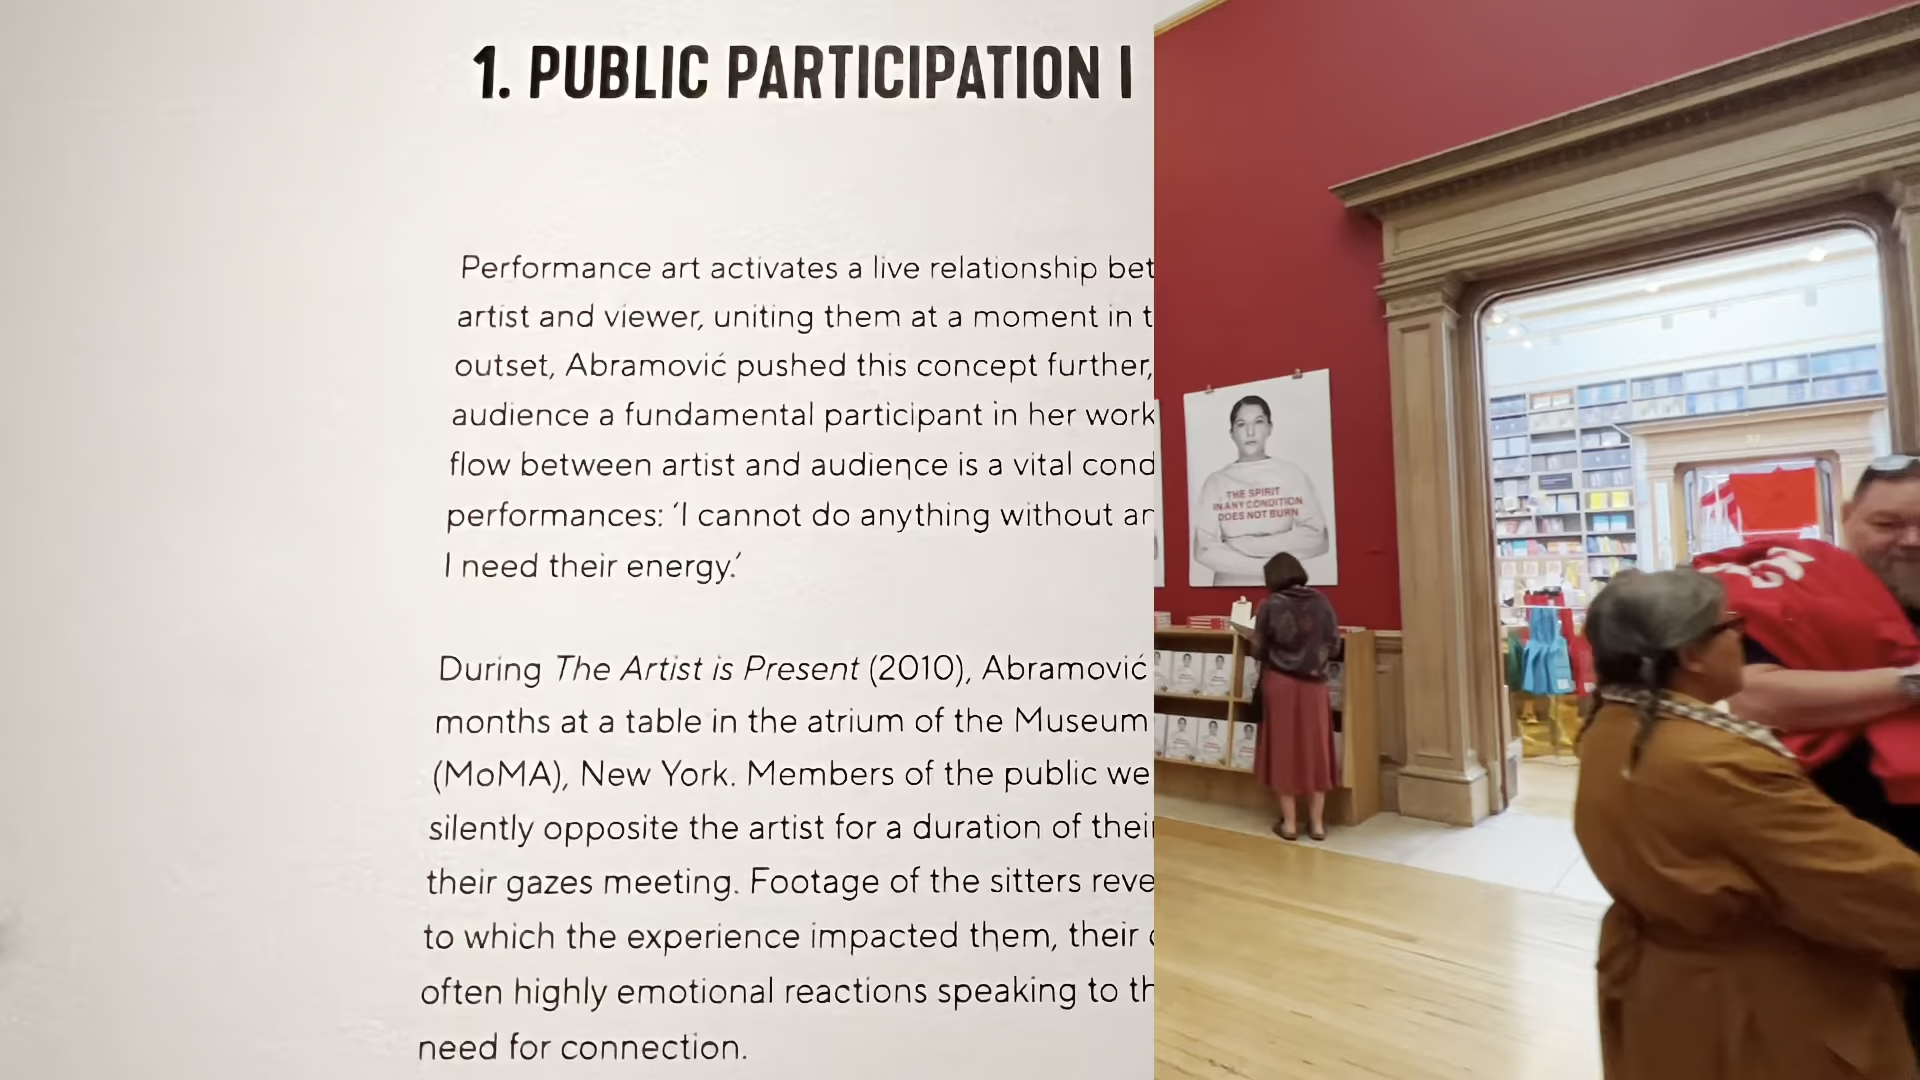 1. PUBLIC PARTICIPATION I
Performance art activates a live relationship bet
artist and viewer, uniting them at a moment in t
outset, Abramović pushed this concept further,
audience a fundamental participant in her work
flow between artist and audience is a vital cond
performances: ‘I cannot do anything without an
I need their energy.’
During The Artist is Present (2010), Abramović
months at a table in the atrium of the Museum
(MoMA), New York. Members of the public we
silently opposite the artist for a duration of their
their gazes meeting. Footage of the sitters reve
to which the experience impacted them, their
often highly emotional reactions speaking to th
need for connection.
THE SPIRIT
IN ANY CONDITION
DOES NOT BURN